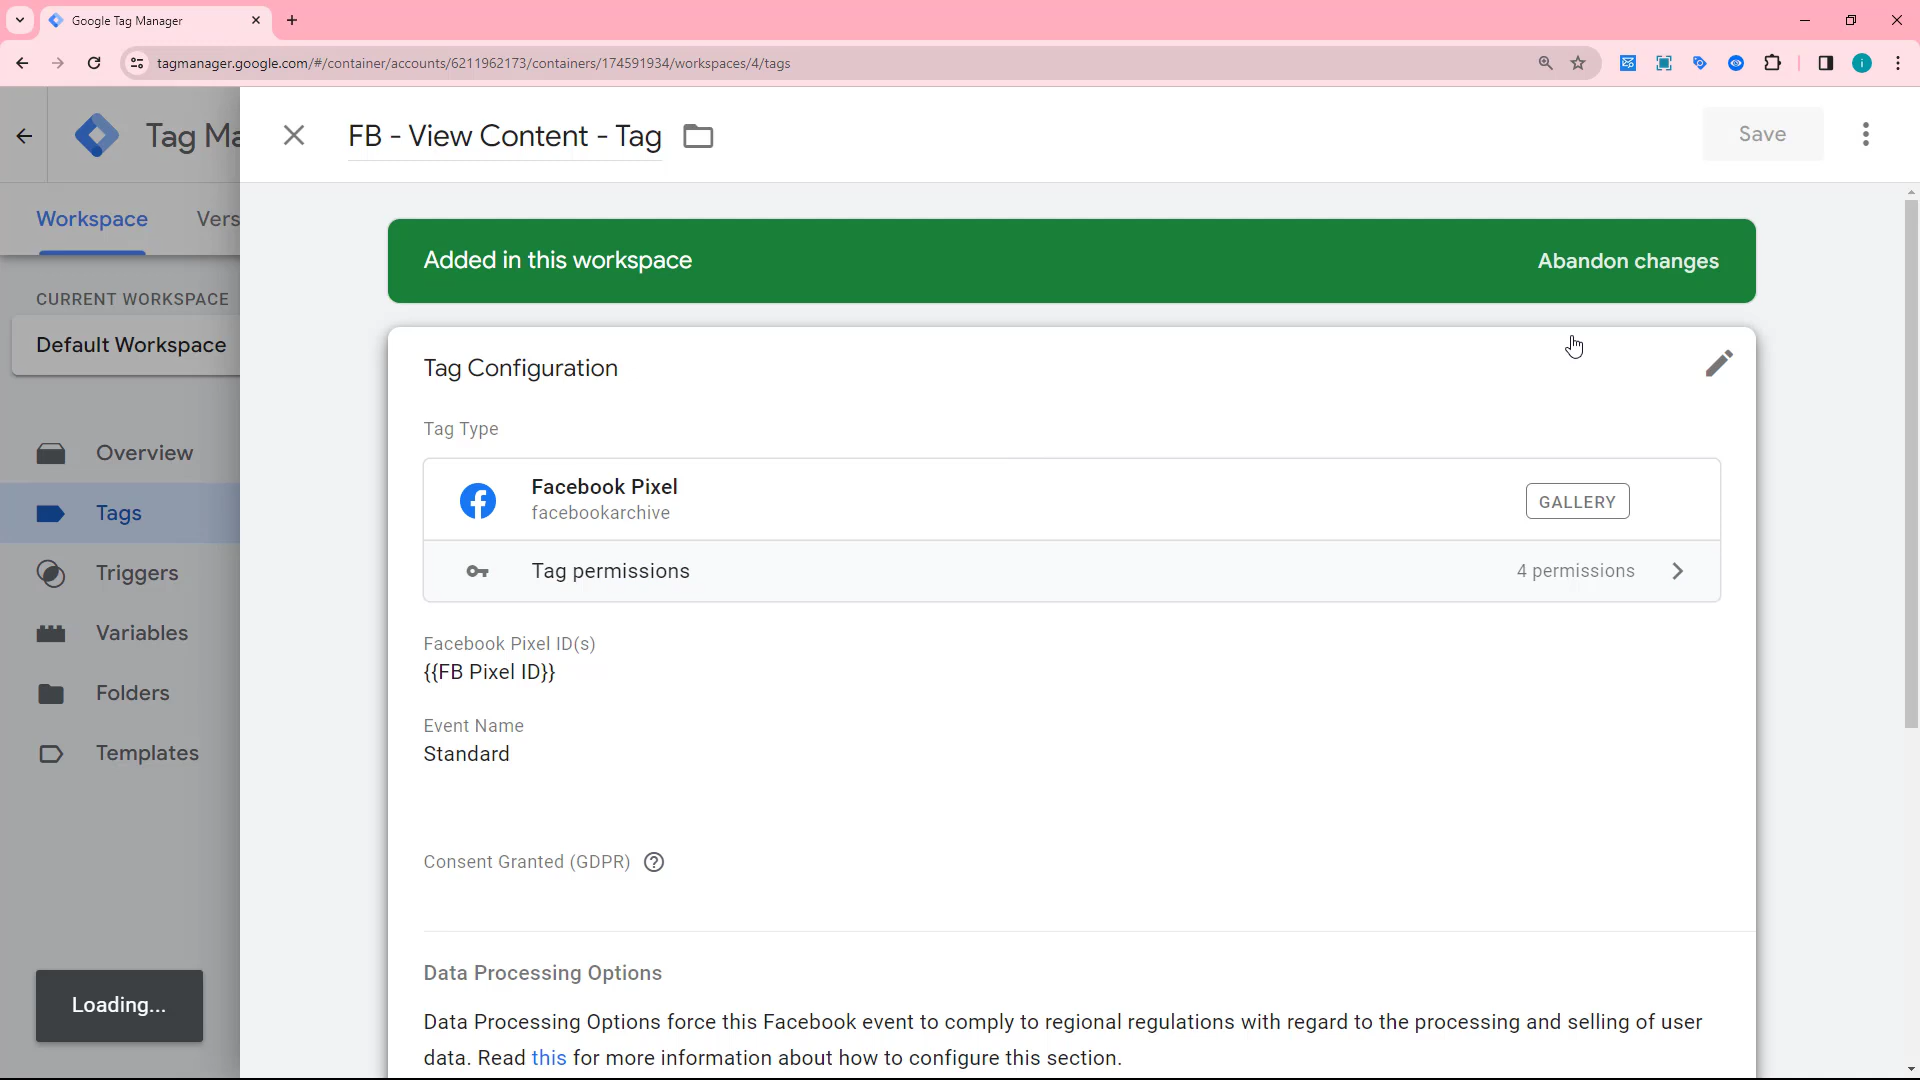 Google Tag Manager
tagmanager.google.com/#/container/accounts/6211962173/containers/174591934/workspaces/4/tags
i
Tag Ma
FB - View Content - Tag
Save
Workspace
Vers
Added in this workspace
Abandon changes
CURRENT WORKSPACE
Default Workspace
Tag Configuration
Tag Type
Overview
Facebook Pixel
facebookarchive
GALLERY
Tags
Tag permissions
4 permissions
Triggers
Facebook Pixel ID(s)
{{FB Pixel ID}}
Variables
Folders
Event Name
Standard
Templates
Consent Granted (GDPR)
Data Processing Options
Loading...
Data Processing Options force this Facebook event to comply to regional regulations with regard to the processing and selling of user
data. Read this for more information about how to configure this section.